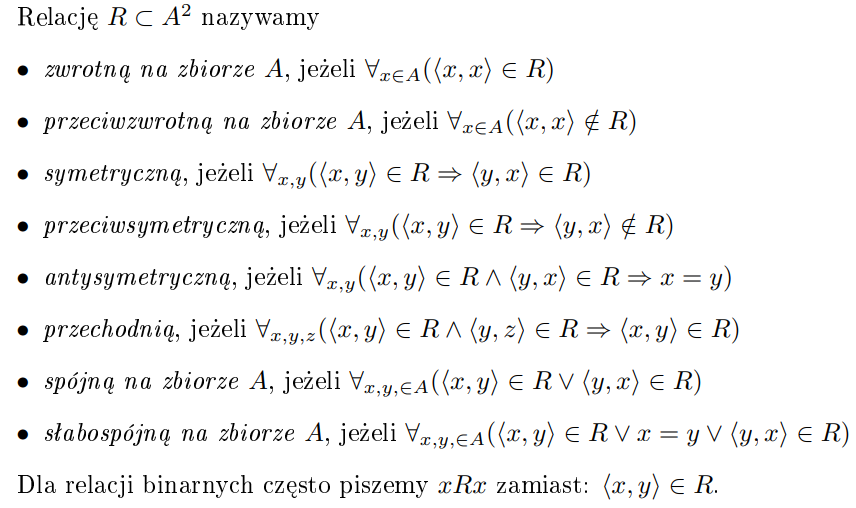 Relację R ⊂ A² nazywamy
• zwrotną na zbiorze A, jeżeli ∀x∈A(⟨x, x⟩ ∈ R)
• przeciwzwrotną na zbiorze A, jeżeli ∀x∈A(⟨x, x⟩ ∉ R)
• symetryczną, jeżeli ∀x,y(⟨x, y⟩ ∈ R ⇒ ⟨y, x⟩ ∈ R)
• przeciwsymetryczną, jeżeli ∀x,y(⟨x, y⟩ ∈ R ⇒ ⟨y, x⟩ ∉ R)
• antysymetryczną, jeżeli ∀x,y(⟨x, y⟩ ∈ R ∧ ⟨y, x⟩ ∈ R ⇒ x = y)
• przechodnią, jeżeli ∀x,y,z(⟨x, y⟩ ∈ R ∧ ⟨y, z⟩ ∈ R ⇒ ⟨x, y⟩ ∈ R)
• spójną na zbiorze A, jeżeli ∀x,y,∈A(⟨x, y⟩ ∈ R ∨ ⟨y, x⟩ ∈ R)
• słabospójną na zbiorze A, jeżeli ∀x,y,∈A(⟨x, y⟩ ∈ R ∨ x = y ∨ ⟨y, x⟩ ∈ R)
Dla relacji binarnych często piszemy xRx zamiast: ⟨x, y⟩ ∈ R.